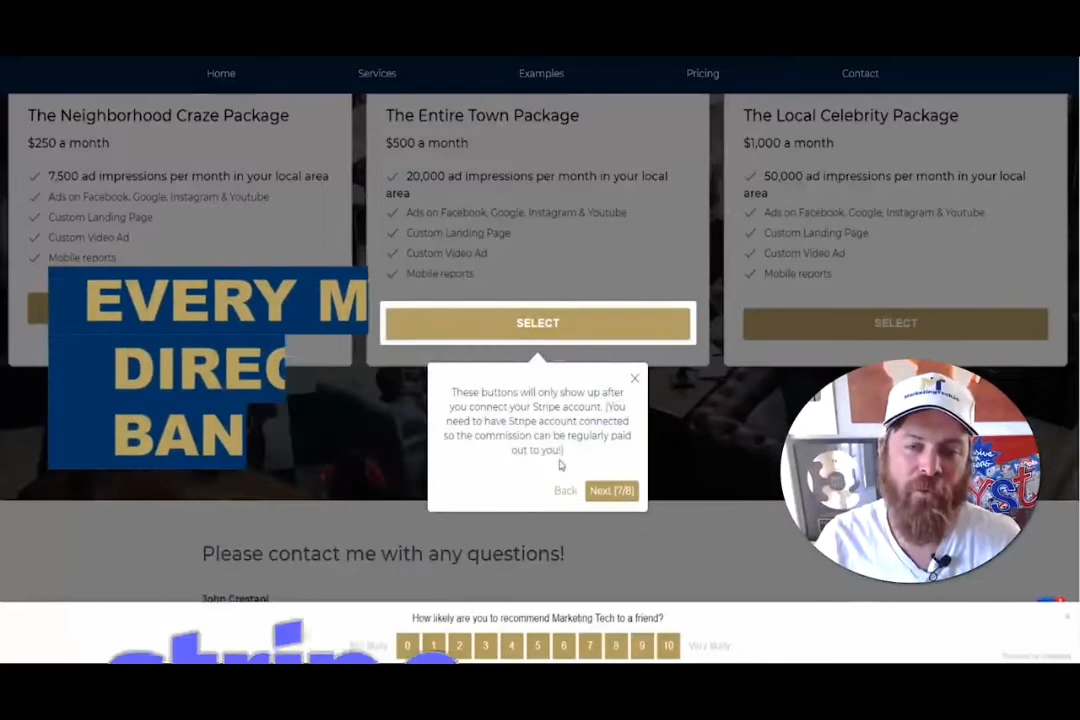 Home Services Examples Pricing Contact
The Neighborhood Craze Package
$250 a month
7,500 ad impressions per month in your local area
Ads on Facebook, Google, Instagram & Youtube
Custom Landing Page
Custom Video Ad
Mobile reports
The Entire Town Package
$500 a month
20,000 ad impressions per month in your local
area
Ads on Facebook, Google, Instagram & Youtube
Custom Landing Page
Custom Video Ad
Mobile reports
SELECT
The Local Celebrity Package
$1,000 a month
50,000 ad impressions per month in your local
area
Ads on Facebook, Google, Instagram & Youtube
Custom Landing Page
Custom Video Ad
Mobile reports
SELECT
EVERY M
DIREC
BAN
These buttons will only show up after
you connect your Stripe account. (You
need to have Stripe account connected
so the commission can be regularly paid
out to you!)
Back Next [7/8]
Please contact me with any questions!
John Crestani
How likely are you to recommend Marketing Tech to a friend?
0 1 2 3 4 5 6 7 8 9 10 Very likely
stripe